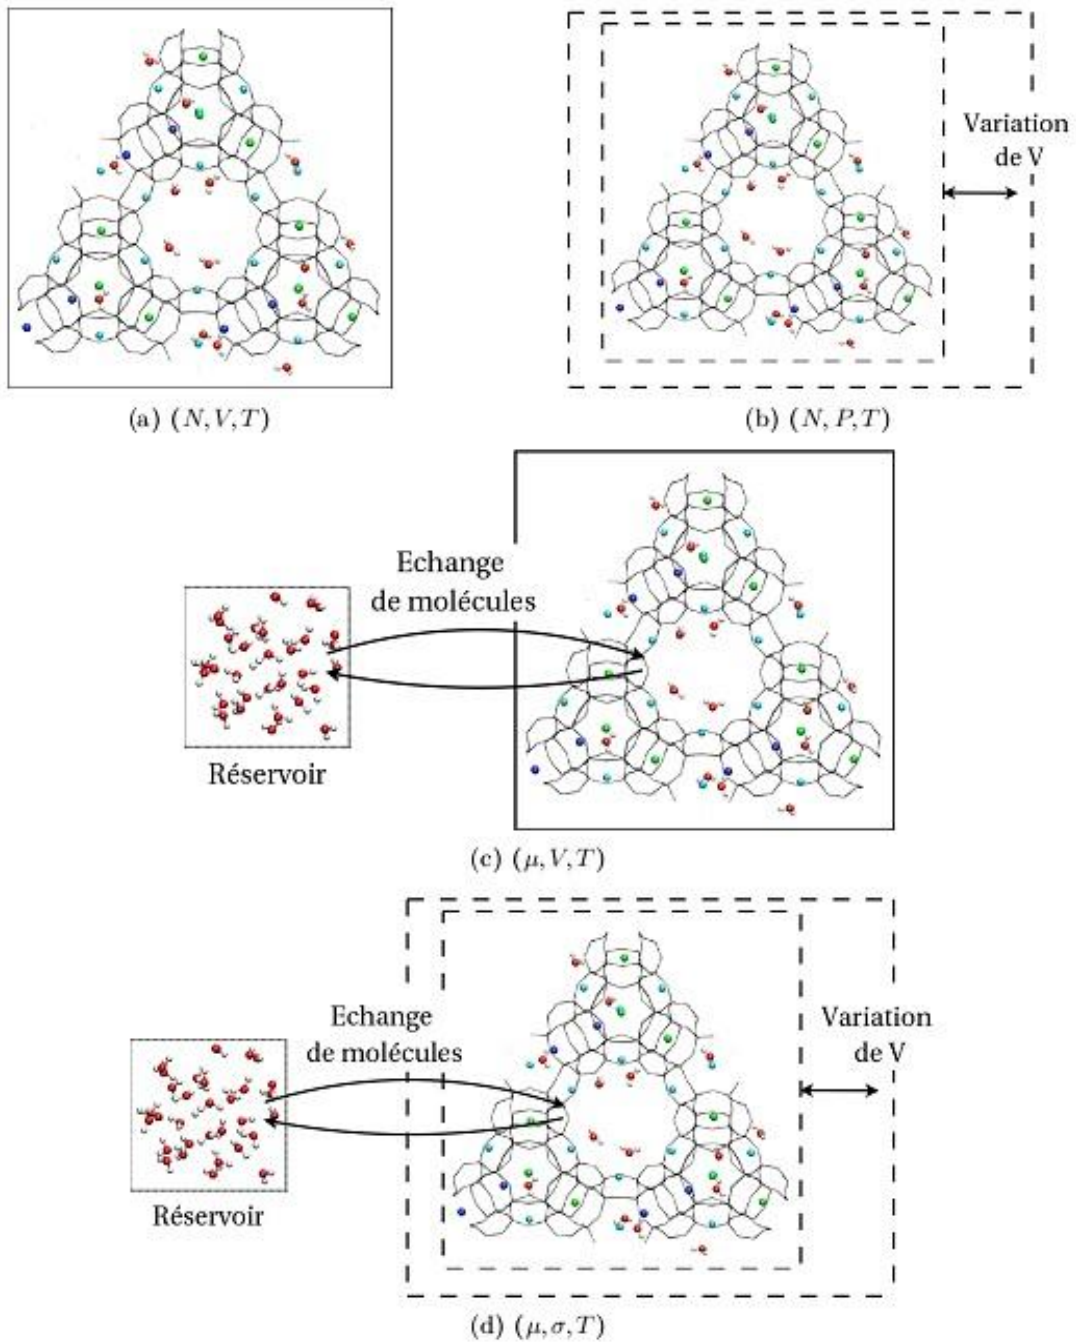 (a) (N, V, T)
Variation
de V
(b) (N, P, T)
Echange
de molécules
Réservoir
(c) (μ, V, T)
Echange
de molécules
Variation
de V
Réservoir
(d) (μ, σ, T)